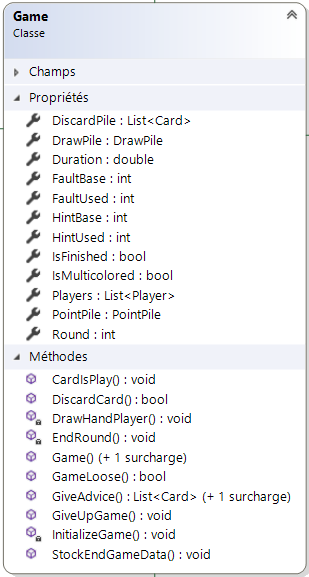 Game
Classe
Champs
Propriétés
DiscardPile : List<Card>
DrawPile : DrawPile
Duration : double
FaultBase : int
FaultUsed : int
HintBase : int
HintUsed : int
IsFinished : bool
IsMulticolored : bool
Players : List<Player>
PointPile : PointPile
Round : int
Méthodes
CardIsPlay() : void
DiscardCard() : bool
DrawHandPlayer() : void
EndRound() : void
Game() (+ 1 surcharge)
GameLoose() : bool
GiveAdvice() : List<Card> (+ 1 surcharge)
GiveUpGame() : void
InitializeGame() : void
StockEndGameData() : void